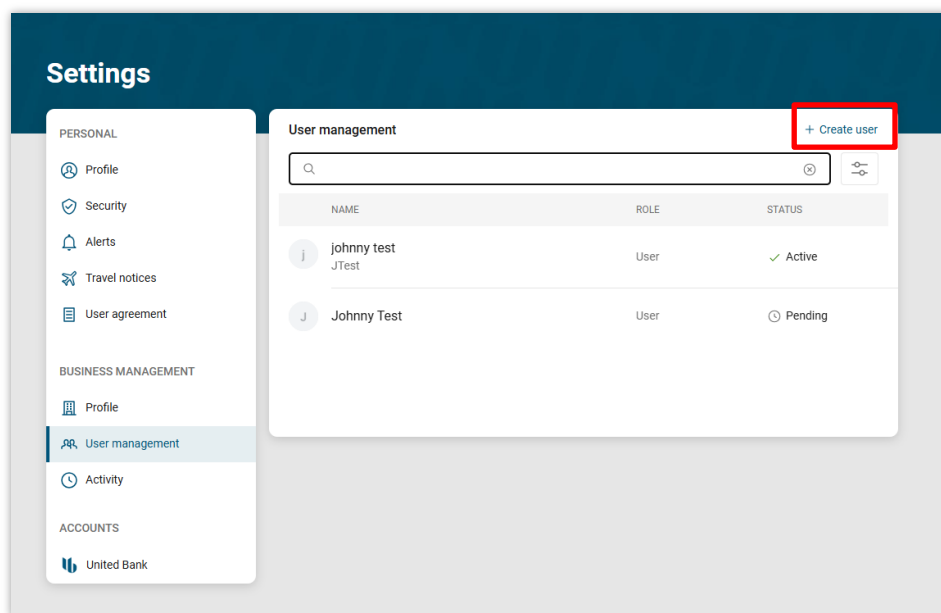 Settings
PERSONAL
Profile
Security
Alerts
Travel notices
User agreement
BUSINESS MANAGEMENT
Profile
User management
Activity
ACCOUNTS
United Bank
User management
+ Create user
NAME ROLE STATUS
j johnny test User Active
JTest
J Johnny Test User Pending